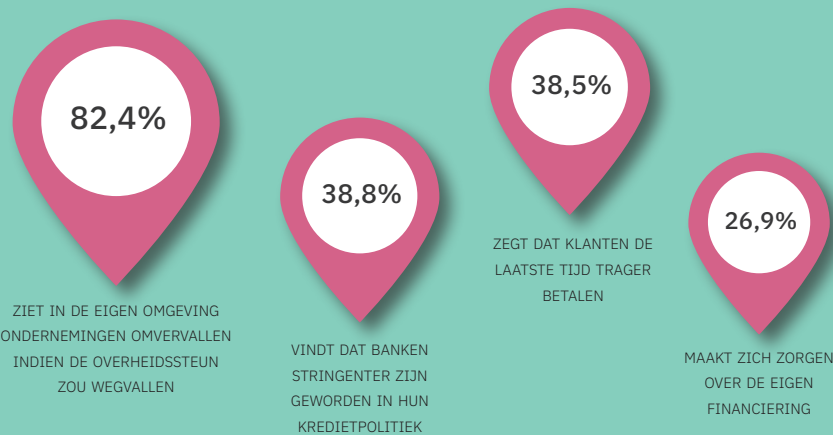 82,4%
ZIET IN DE EIGEN OMGEVING
ONDERNEMINGEN OMVERVALLEN
INDIEN DE OVERHEIDSSTEUN
ZOU WEGVALLEN
38,8%
VINDT DAT BANKEN
STRINGENTER ZIJN
GEWORDEN IN HUN
KREDIETPOLITIEK
38,5%
ZEGT DAT KLANTEN DE
LAATSTE TIJD TRAGER
BETALEN
26,9%
MAAKT ZICH ZORGEN
OVER DE EIGEN
FINANCIERING